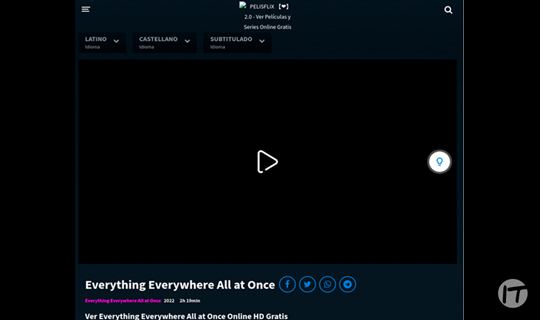 PELISFLIX [❤]
2.0 - Ver Películas y
Series Online Gratis
LATINO
Idioma
CASTELLANO
Idioma
SUBTITULADO
Idioma
Everything Everywhere All at Once
Everything Everywhere All at Once 2022 2h 19min
Ver Everything Everywhere All at Once Online HD Gratis
IT